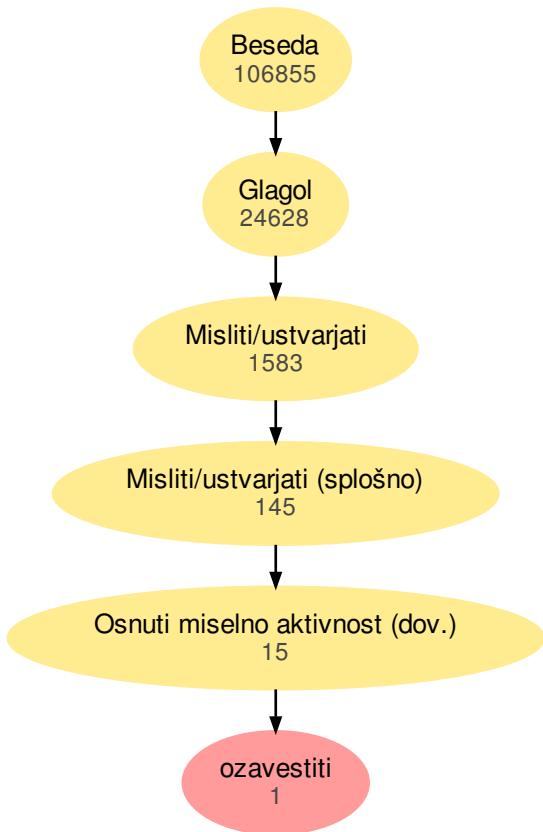 Beseda
106855
Glagol
24628
Misliti/ustvarjati
1583
Misliti/ustvarjati (splošno)
145
Osnuti miselno aktivnost (dov.)
15
ozavestiti
1